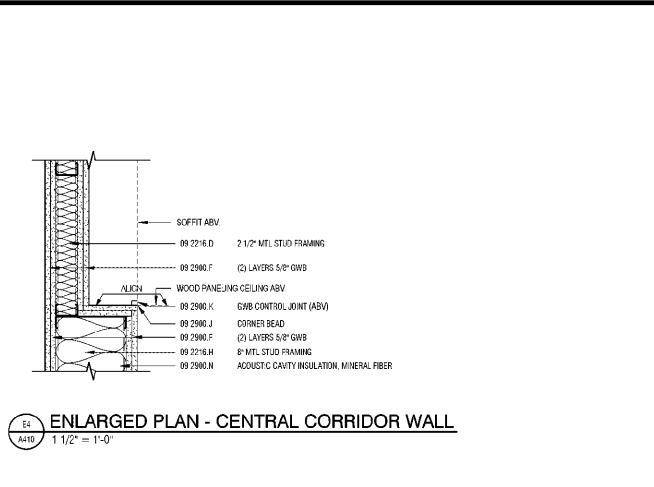 SOFFIT ABV.
09 2216.D 2 1/2" MTL STUD FRAMING
09 2900.F (2) LAYERS 5/8" GWB
ALIGN WOOD PANELING CEILING ABV.
09 2900.K GWB CONTROL JOINT (ABV)
09 2900.J CORNER BEAD
09 2900.F (2) LAYERS 5/8" GWB
09 2216.H 8" MTL STUD FRAMING
09 2900.N ACOUSTIC CAVITY INSULATION, MINERAL FIBER
E4 ENLARGED PLAN - CENTRAL CORRIDOR WALL
A410 1 1/2" = 1'-0"